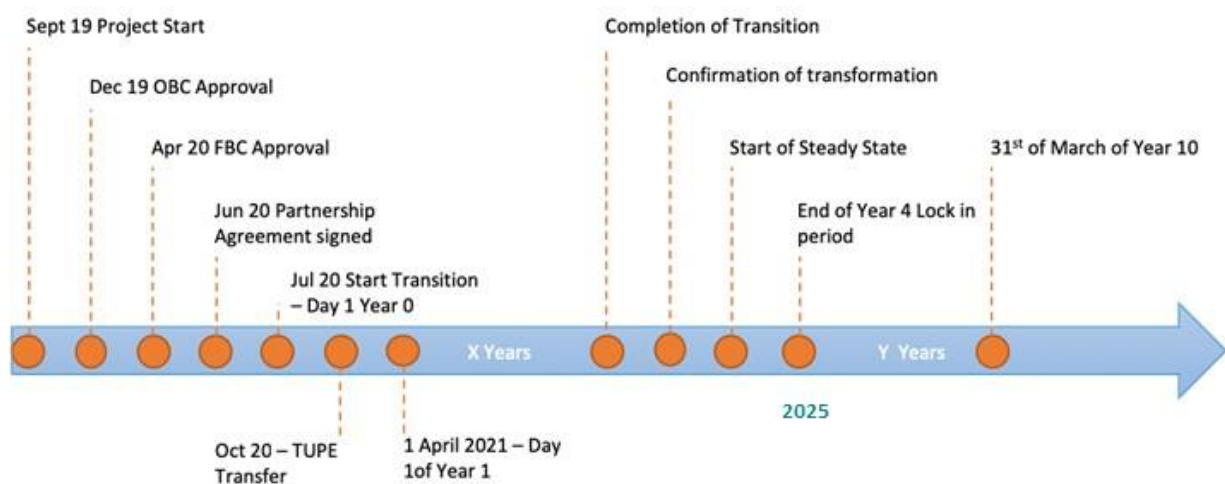 Sept 19 Project Start
Completion of Transition
Confirmation of transformation
Dec 19 OBC Approval
Apr 20 FBC Approval
Start of Steady State
31st of March of Year 10
Jun 20 Partnership
Agreement signed
End of Year 4 Lock in
period
Jul 20 Start Transition
– Day 1 Year 0
X Years
Y Years
2025
Oct 20 – TUPE
Transfer
1 April 2021 – Day
1of Year 1